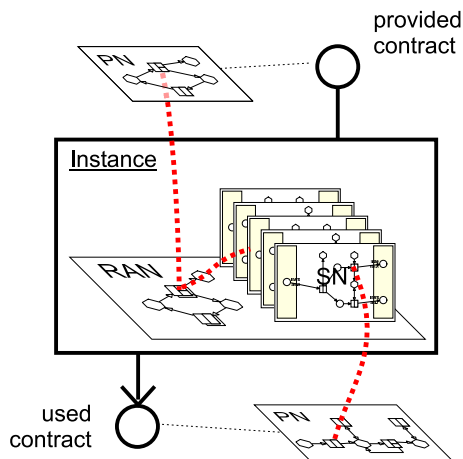 provided
contract
PN
Instance
RAN
SN
used
contract
PN